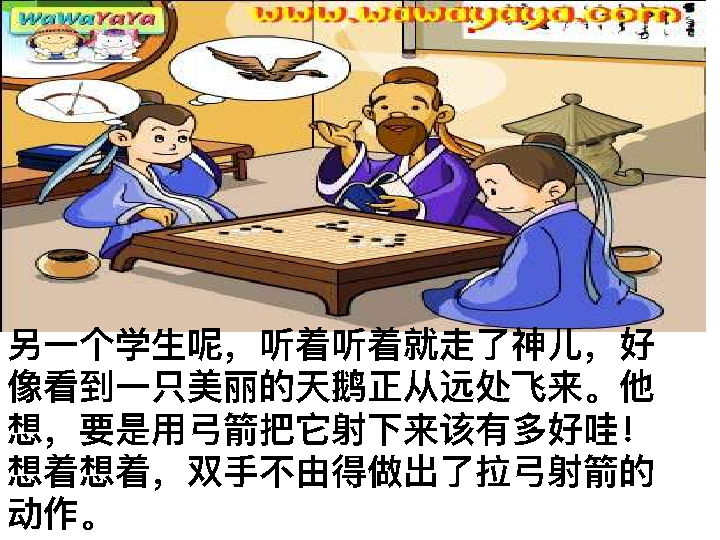 WaWaYaYa
www.wawayaya.com
另一个学生呢，听着听着就走了神儿，好
像看到一只美丽的天鹅正从远处飞来。他
想，要是用弓箭把它射下来该有多好哇！
想着想着，双手不由得做出了拉弓射箭的
动作。